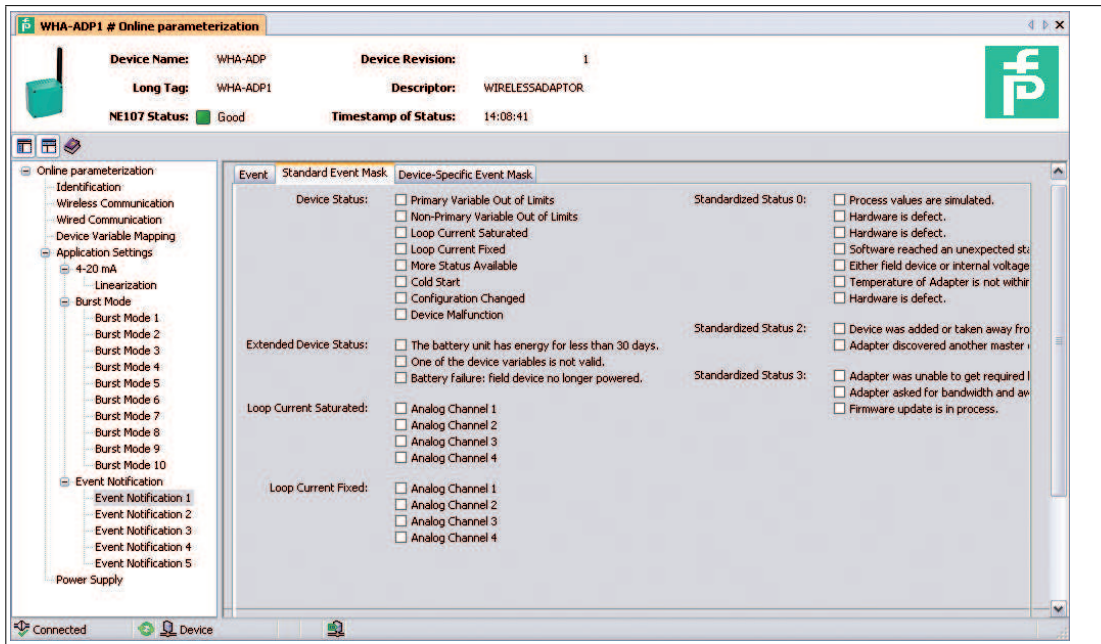 WHA-ADP1 # Online parameterization
Device Name: WHA-ADP Device Revision: 1
Long Tag: WHA-ADP1 Descriptor: WIRELESSADAPTOR
NE107 Status: Good Timestamp of Status: 14:08:41
Online parameterization
Identification
Wireless Communication
Wired Communication
Device Variable Mapping
Application Settings
4-20 mA
Linearization
Burst Mode
Burst Mode 1
Burst Mode 2
Burst Mode 3
Burst Mode 4
Burst Mode 5
Burst Mode 6
Burst Mode 7
Burst Mode 8
Burst Mode 9
Burst Mode 10
Event Notification
Event Notification 1
Event Notification 2
Event Notification 3
Event Notification 4
Event Notification 5
Power Supply
Event Standard Event Mask Device-Specific Event Mask
Device Status:
Primary Variable Out of Limits
Non-Primary Variable Out of Limits
Loop Current Saturated
Loop Current Fixed
More Status Available
Cold Start
Configuration Changed
Device Malfunction
Extended Device Status:
The battery unit has energy for less than 30 days.
One of the device variables is not valid.
Battery failure: field device no longer powered.
Loop Current Saturated:
Analog Channel 1
Analog Channel 2
Analog Channel 3
Analog Channel 4
Loop Current Fixed:
Analog Channel 1
Analog Channel 2
Analog Channel 3
Analog Channel 4
Standardized Status 0:
Process values are simulated.
Hardware is defect.
Hardware is defect.
Software reached an unexpected sta
Either field device or internal voltage
Temperature of Adapter is not within
Hardware is defect.
Standardized Status 2:
Device was added or taken away fro
Adapter discovered another master
Standardized Status 3:
Adapter was unable to get required
Adapter asked for bandwidth and aw
Firmware update is in process.
Connected Device